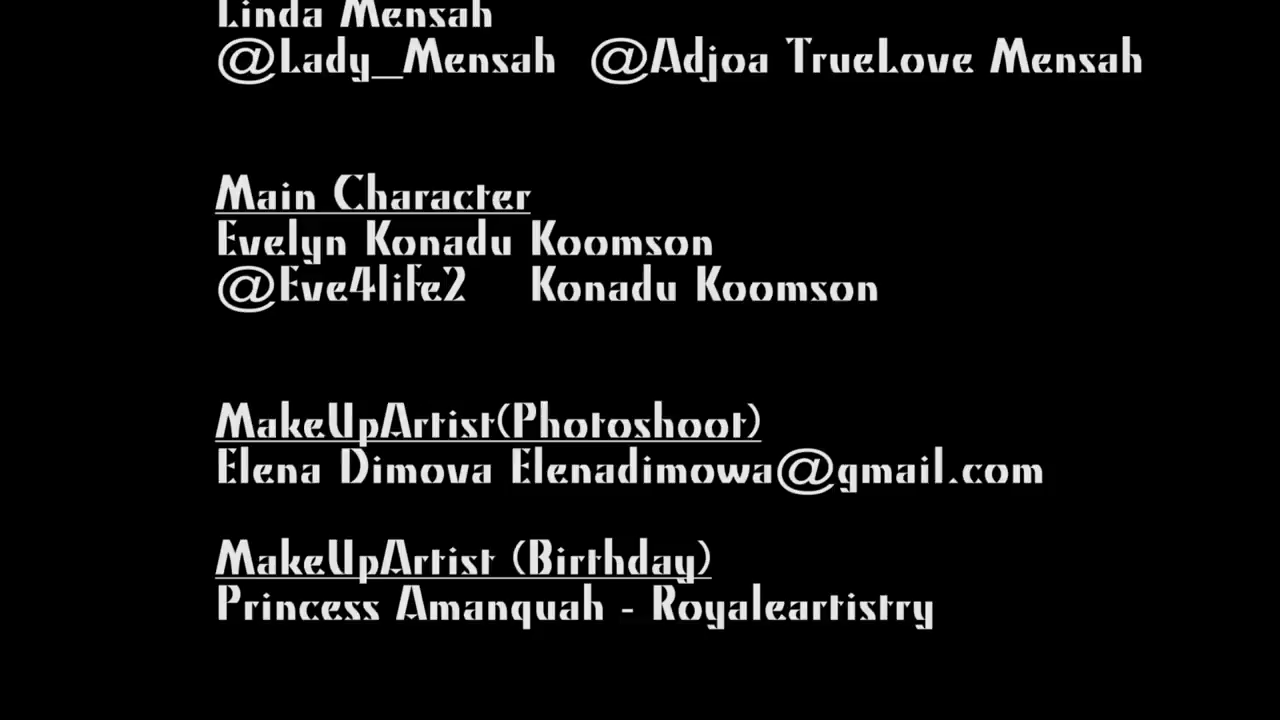 Linda Mensah
@Lady_Mensah @Adjoa TrueLove Mensah
Main Character
Evelyn Konadu Koomson
@Eve4life2 Konadu Koomson
MakeUpArtist(Photoshoot)
Elena Dimova Elenadimowa@gmail.com
MakeUpArtist (Birthday)
Princess Amanquah - Royaleartistry